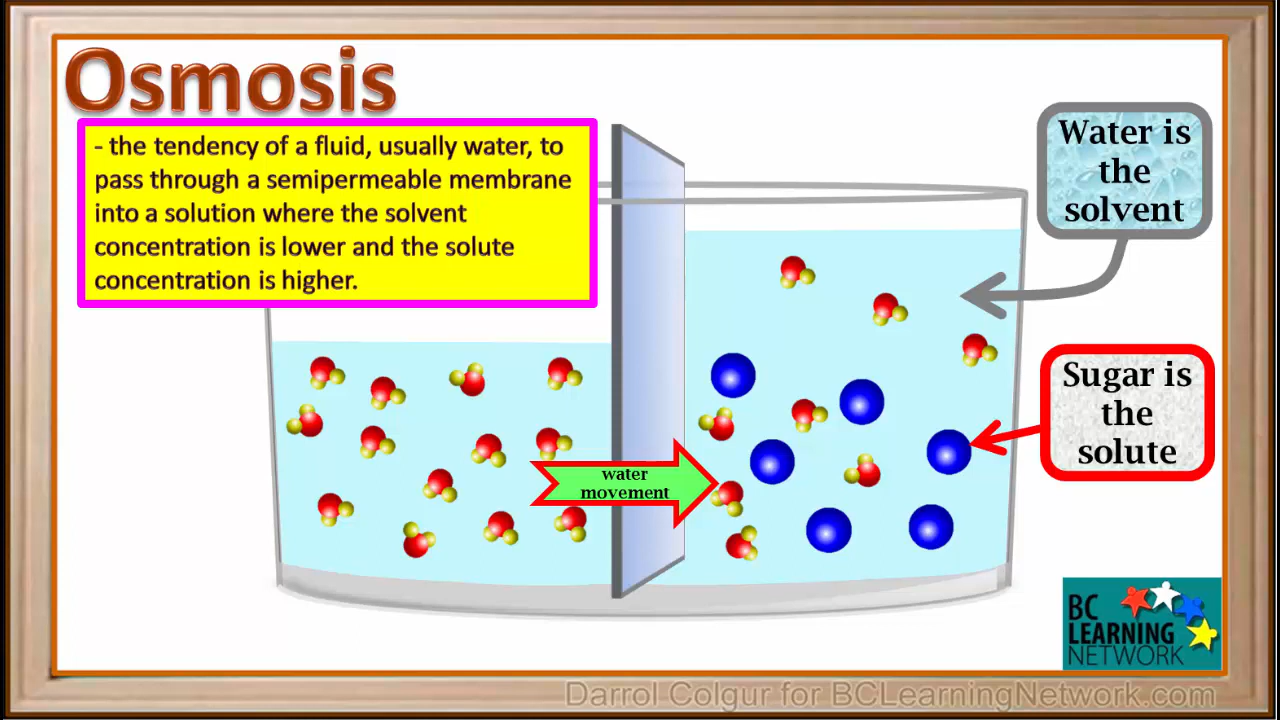 Osmosis
- the tendency of a fluid, usually water, to
pass through a semipermeable membrane
into a solution where the solvent
concentration is lower and the solute
concentration is higher.
Water is
the
solvent
Sugar is
the
solute
water
movement
BC
LEARNING
NETWORK
Darrol Colgur for BCLearningNetwork.com